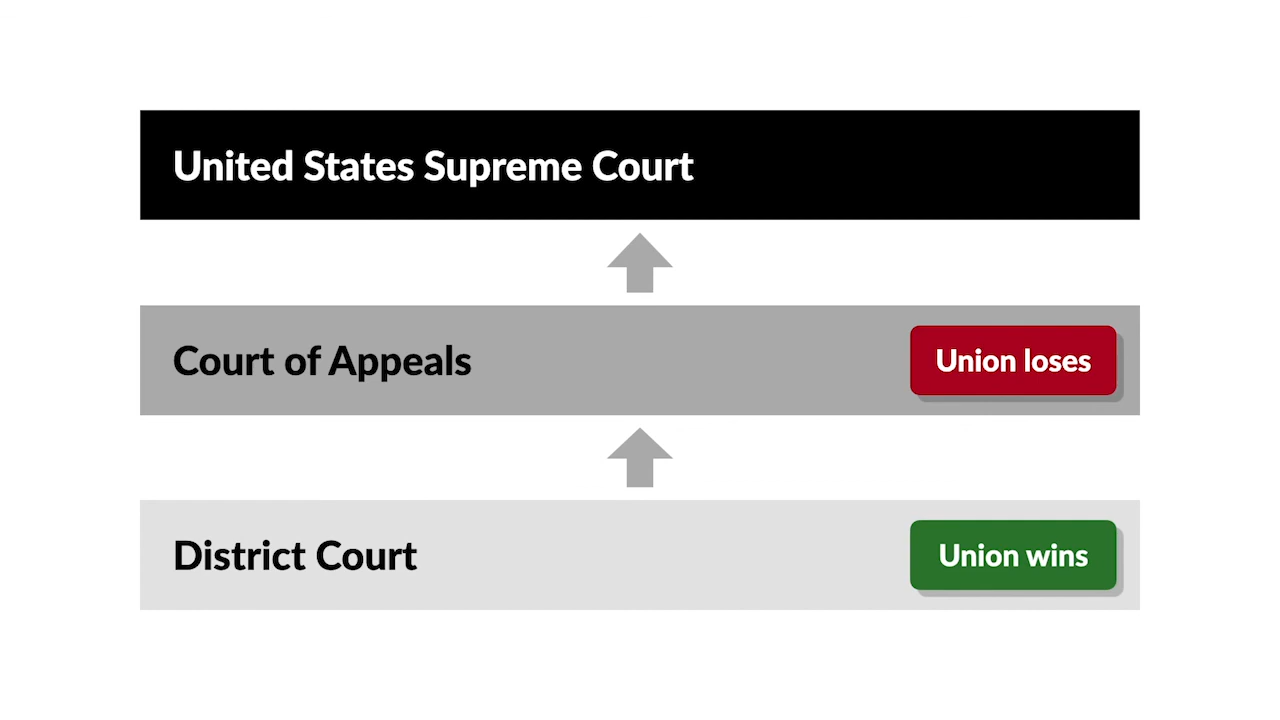 United States Supreme Court
Court of Appeals
Union loses
District Court
Union wins